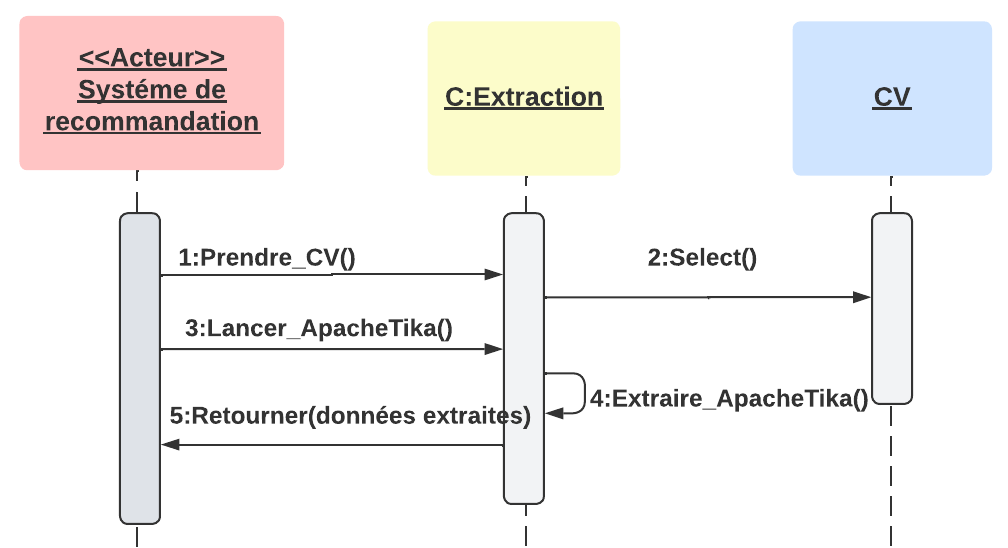 <<Acteur>>
Systéme de
recommandation
C:Extraction
CV
1:Prendre_CV()
2:Select()
3:Lancer_ApacheTika()
4:Extraire_ApacheTika()
5:Retourner(données extraites)